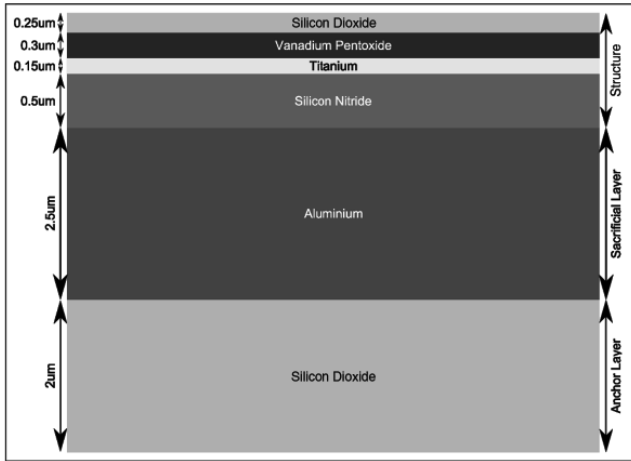 0.25um
Silicon Dioxide
0.3um
Vanadium Pentoxide
0.15um
Titanium
0.5um
Silicon Nitride
Structure
2.5um
Aluminium
Sacrificial Layer
2um
Silicon Dioxide
Anchor Layer